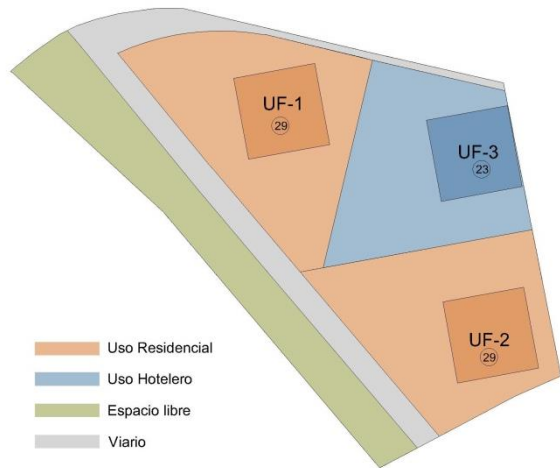 UF-1
29
UF-3
23
UF-2
29
Uso Residencial
Uso Hotelero
Espacio libre
Viario